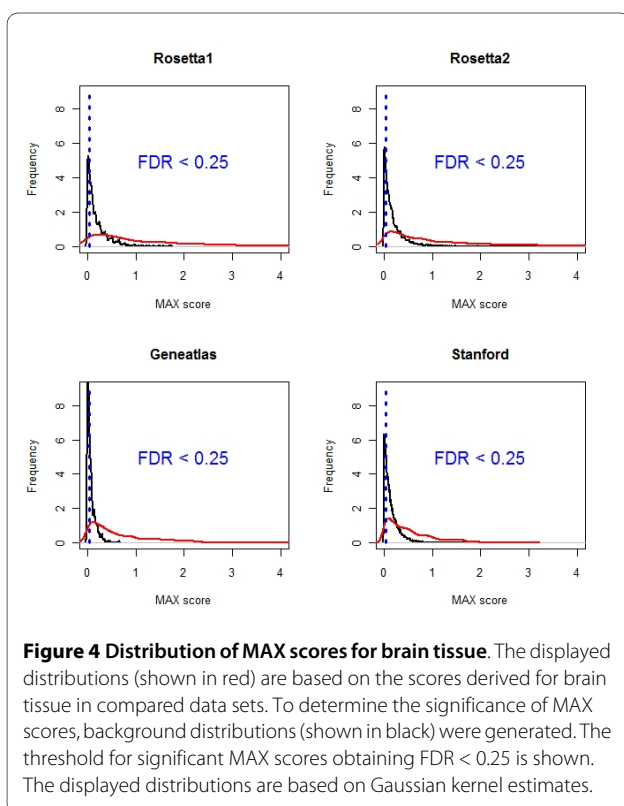 Rosetta1
Rosetta2
Frequency
8
6
4
2
0
FDR < 0.25
0 1 2 3 4
MAX score
Frequency
8
6
4
2
0
FDR < 0.25
0 1 2 3 4
MAX score
Geneatlas
Stanford
Frequency
8
6
4
2
0
FDR < 0.25
0 1 2 3 4
MAX score
Frequency
8
6
4
2
0
FDR < 0.25
0 1 2 3 4
MAX score
Figure 4 Distribution of MAX scores for brain tissue. The displayed
distributions (shown in red) are based on the scores derived for brain
tissue in compared data sets. To determine the significance of MAX
scores, background distributions (shown in black) were generated. The
threshold for significant MAX scores obtaining FDR < 0.25 is shown.
The displayed distributions are based on Gaussian kernel estimates.